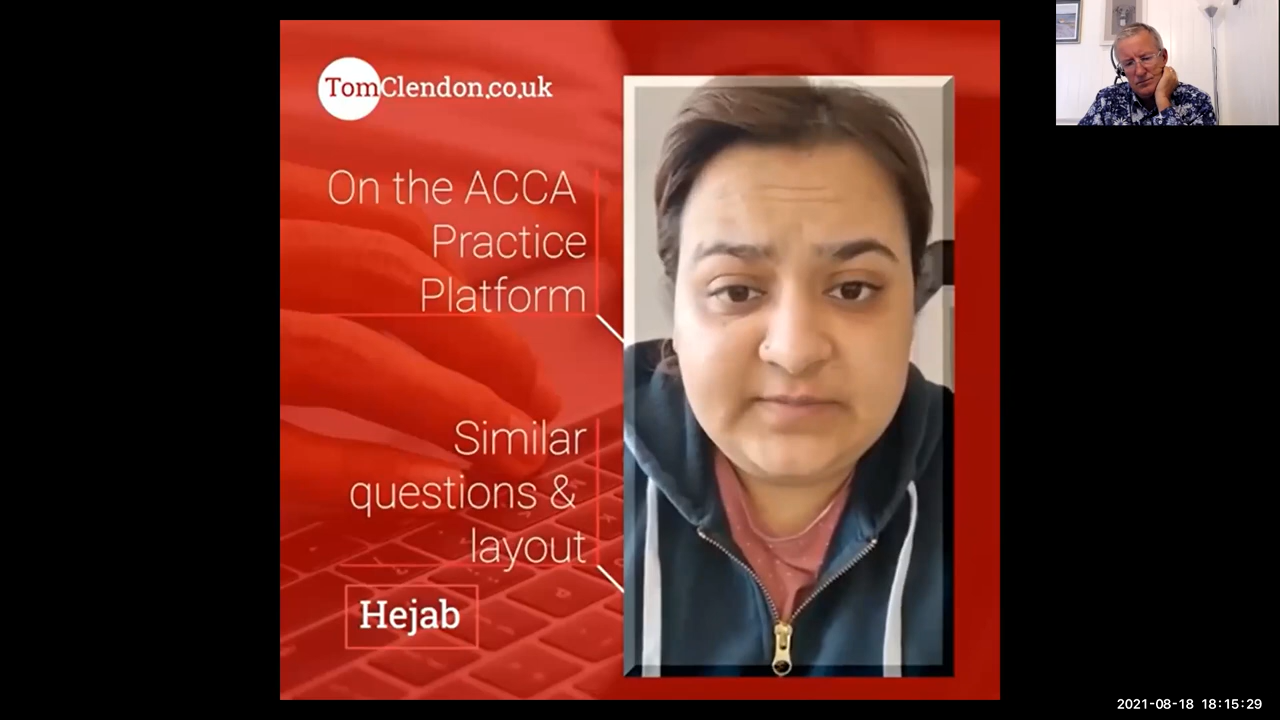 TomClendon.co.uk
On the ACCA
Practice
Platform
Similar
questions &
layout
Hejab
2021-08-18 18:15:29